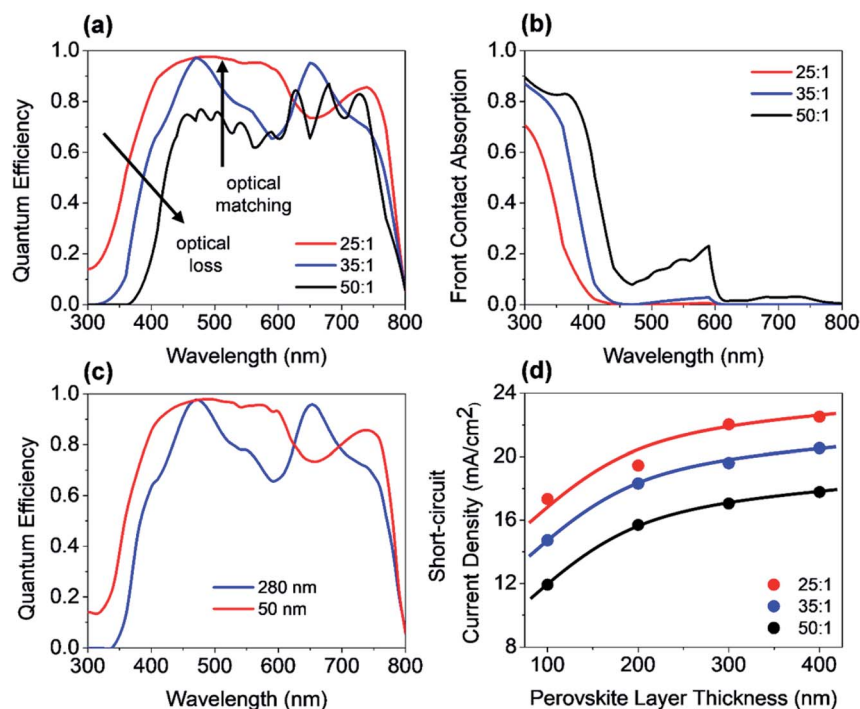 (a)
Quantum Efficiency
1.0
0.8
0.6
0.4
0.2
0.0
optical
matching
optical
loss
25:1
35:1
50:1
300 400 500 600 700 800
Wavelength (nm)
(b)
Front Contact Absorption
1.0
0.8
0.6
0.4
0.2
0.0
25:1
35:1
50:1
300 400 500 600 700 800
Wavelength (nm)
(c)
Quantum Efficiency
1.0
0.8
0.6
0.4
0.2
0.0
280 nm
50 nm
300 400 500 600 700 800
Wavelength (nm)
(d)
Short-circuit
Current Density (mA/cm²)
24
20
16
12
8
25:1
35:1
50:1
100 200 300 400
Perovskite Layer Thickness (nm)